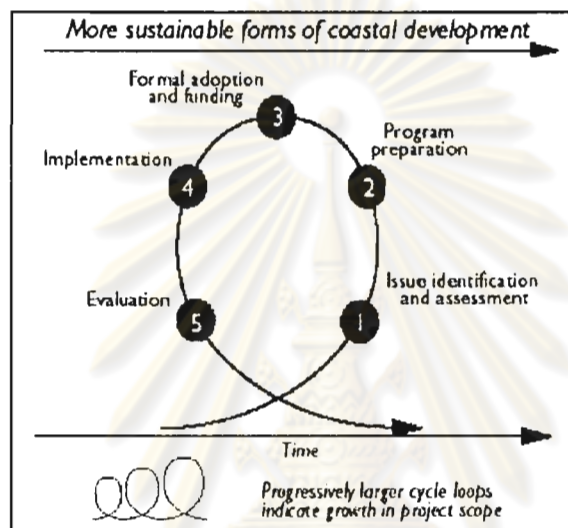 More sustainable forms of coastal development
Formal adoption
and funding
3
Program
preparation
Implementation
4
2
Issue identification
and assessment
Evaluation
5
1
Time
Progressively larger cycle loops
indicate growth in project scope